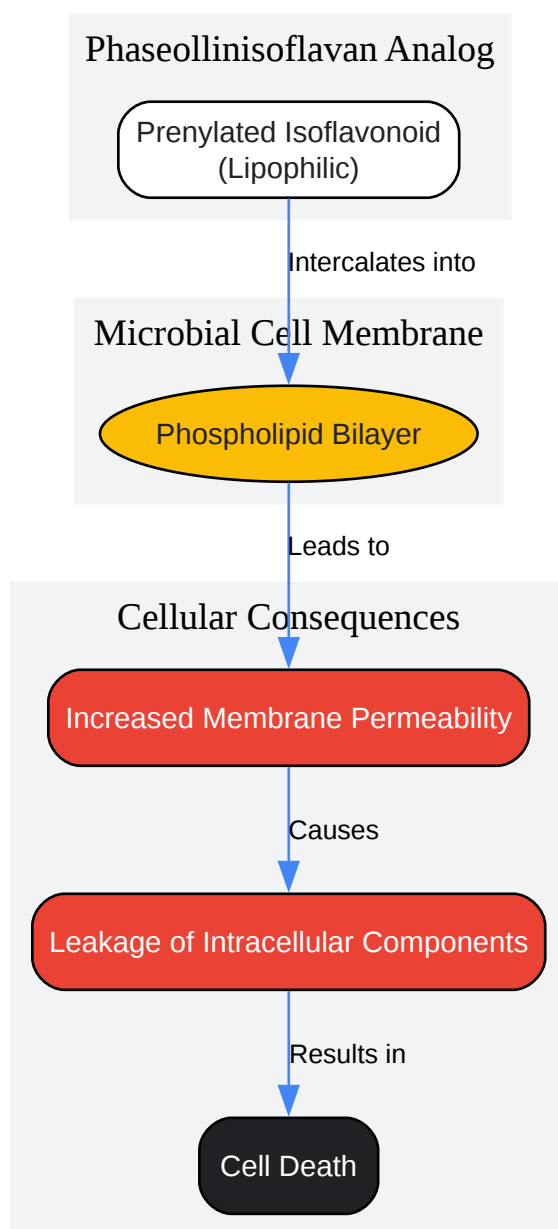 Phaseollinisoflavan Analog
Prenylated Isoflavonoid
(Lipophilic)
Intercalates into
Microbial Cell Membrane
Phospholipid Bilayer
Leads to
Cellular Consequences
Increased Membrane Permeability
Causes
Leakage of Intracellular Components
Results in
Cell Death